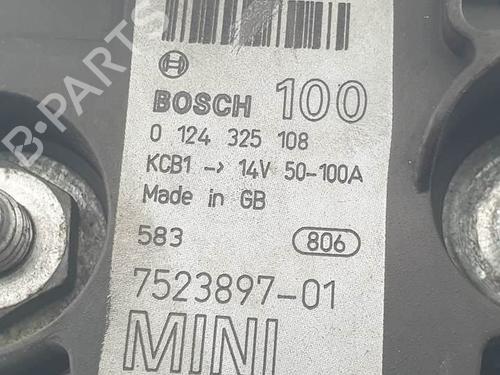 BOSCH 100
0 124 325 108
KCB1 -> 14V 50-100A
Made in GB
583 806
7523897-01
MINI
B-PARTS